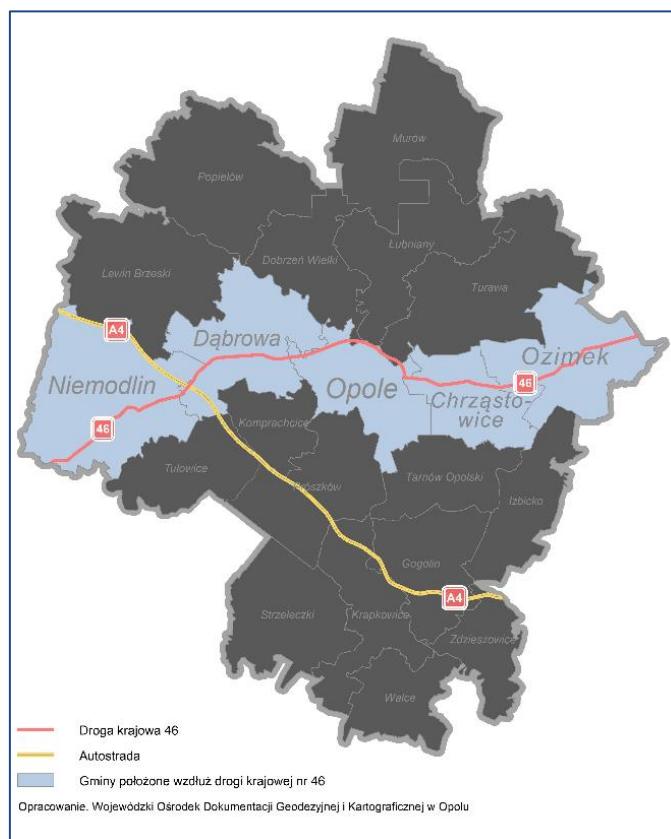 Murów
Popielów
Łubniany
Dobrzeń Wielki
Lewin Brzeski
Turawa
A4
Dąbrowa
Ozimek
Niemodlin
Opole
46
Chrząsto-
wice
46
Komprachcice
Tułowice
Prószków
Tarnów Opolski
Izbicko
Gogolin
A4
Strzeleczki
Krapkowice
Zdzieszowice
Walce
Droga krajowa 46
Autostrada
Gminy położone wzdłuż drogi krajowej nr 46
Opracowanie. Wojewódzki Ośrodek Dokumentacji Geodezyjnej i Kartograficznej w Opolu